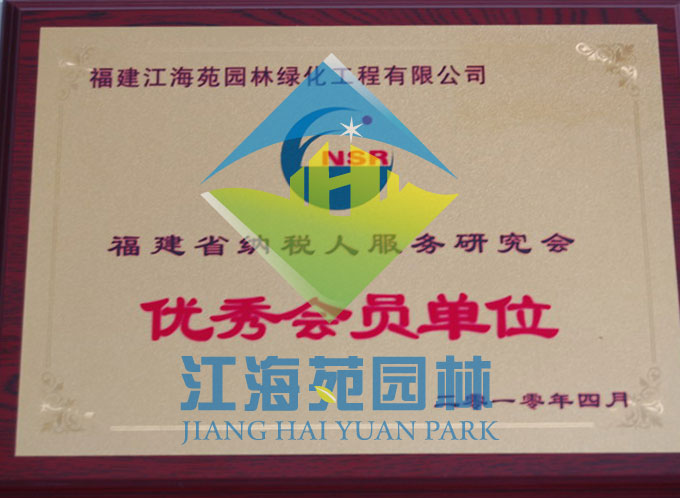 福建江海苑园林绿化工程有限公司
NSR
福建省纳税人服务研究会
优秀会员单位
江海苑园林
二零一零年四月
JIANG HAI YUAN PARK